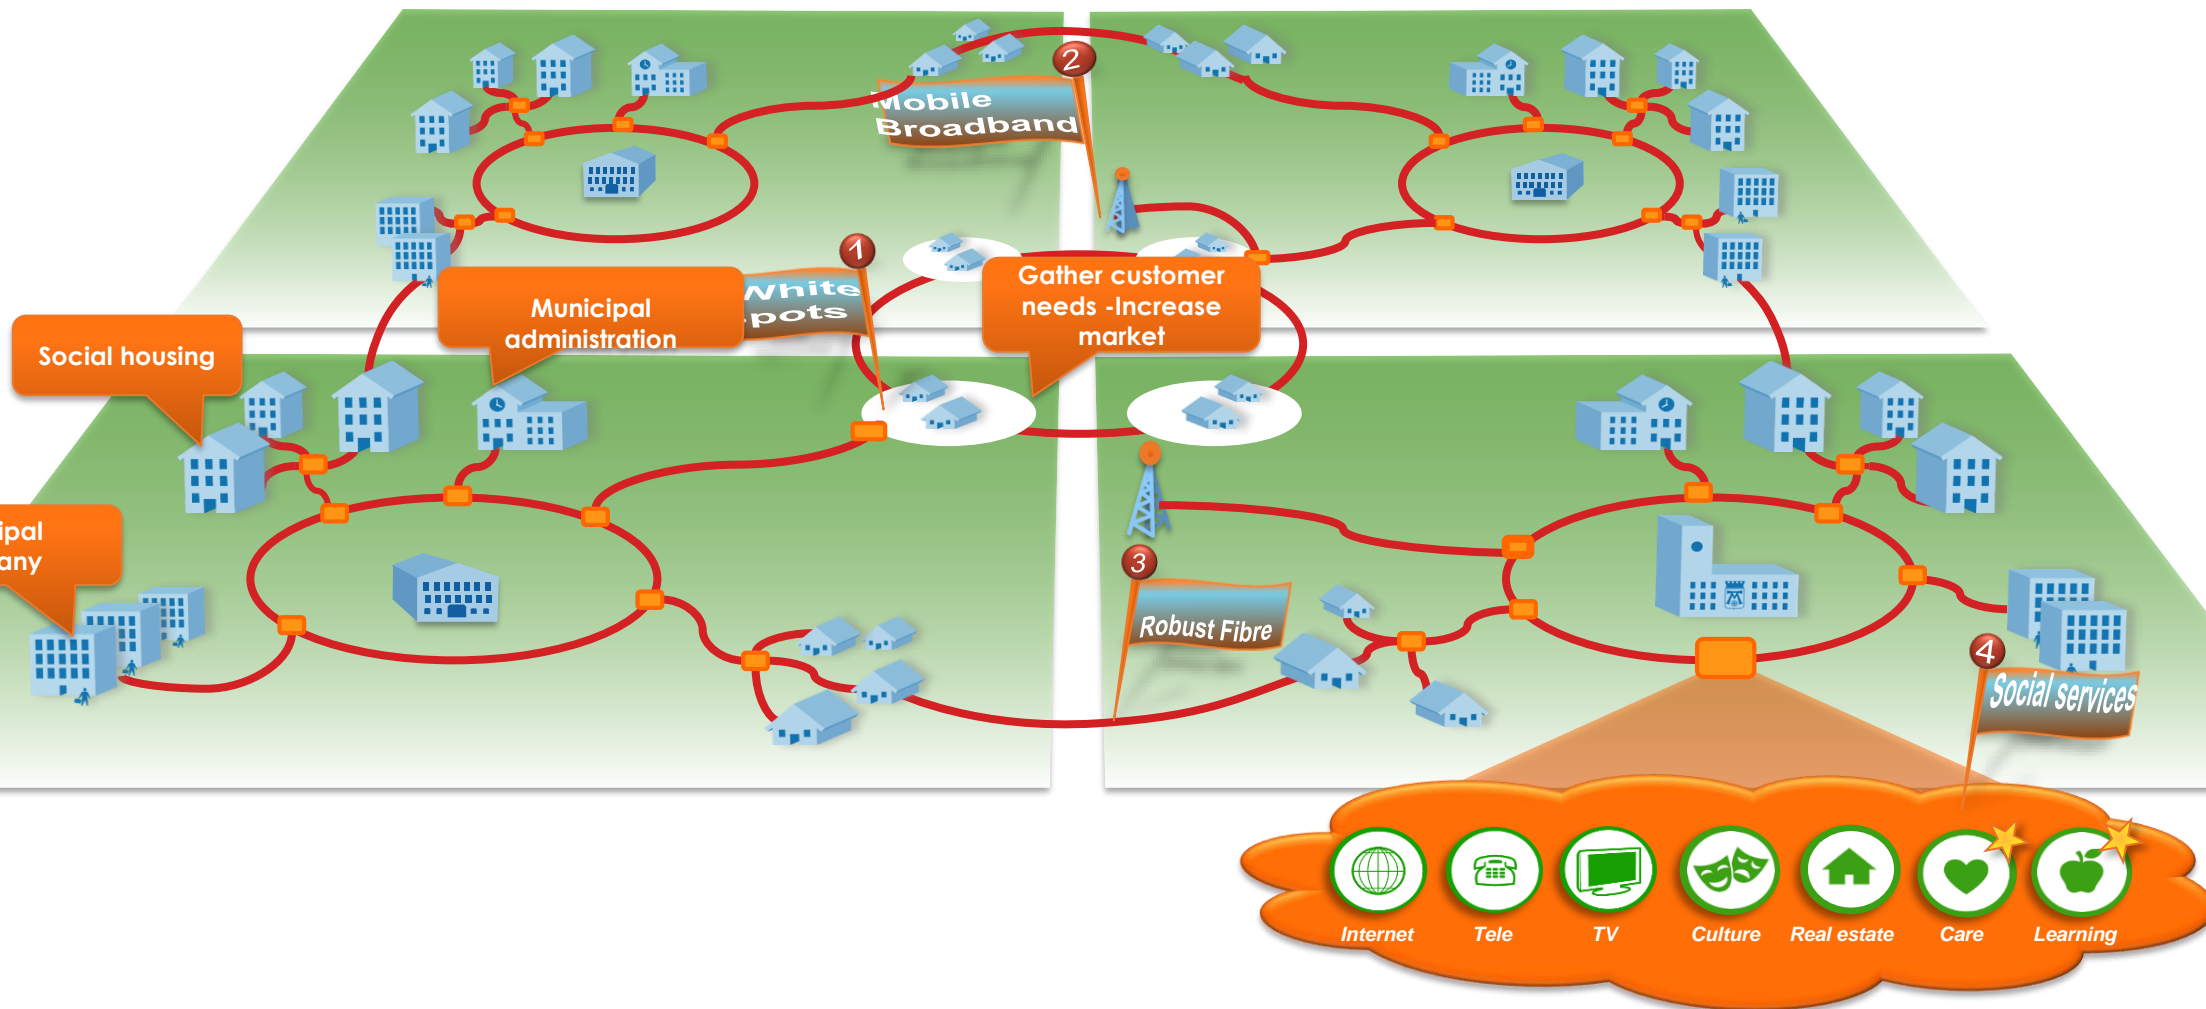 2
Mobile
Broadband
1
White
pots
Gather customer
needs -Increase
market
Municipal
administration
Social housing
ipal
any
3
Robust Fibre
4
Social services
Internet
Tele
TV
Culture
Real estate
Care
Learning